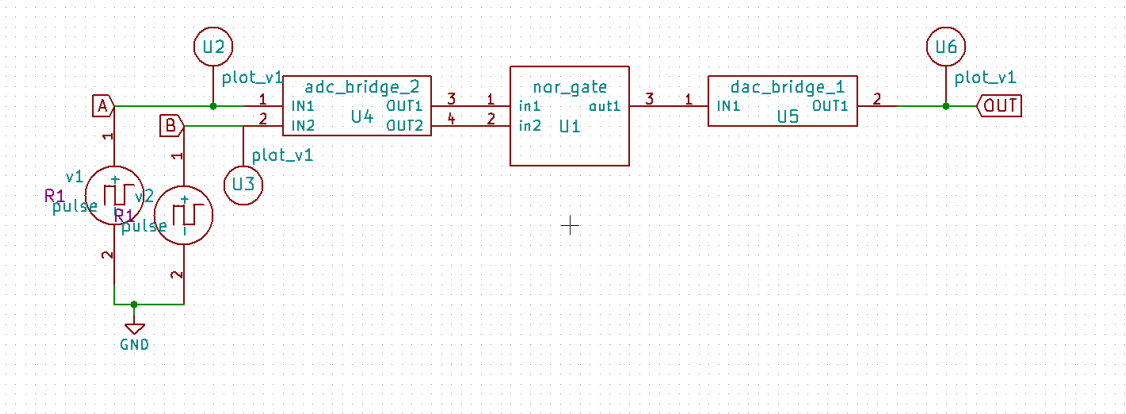 U2
U6
plot_v1
plot_v1
A
1
IN1
adc_bridge_2
OUT1
3
1
in1
nor_gate
out1
3
1
IN1
dac_bridge_1
OUT1
2
OUT
B
2
IN2
U4
OUT2
4
2
in2
U1
U5
1
1
plot_v1
U3
v1
+
R1
pulse
v2
+
R1
pulse
2
2
GND